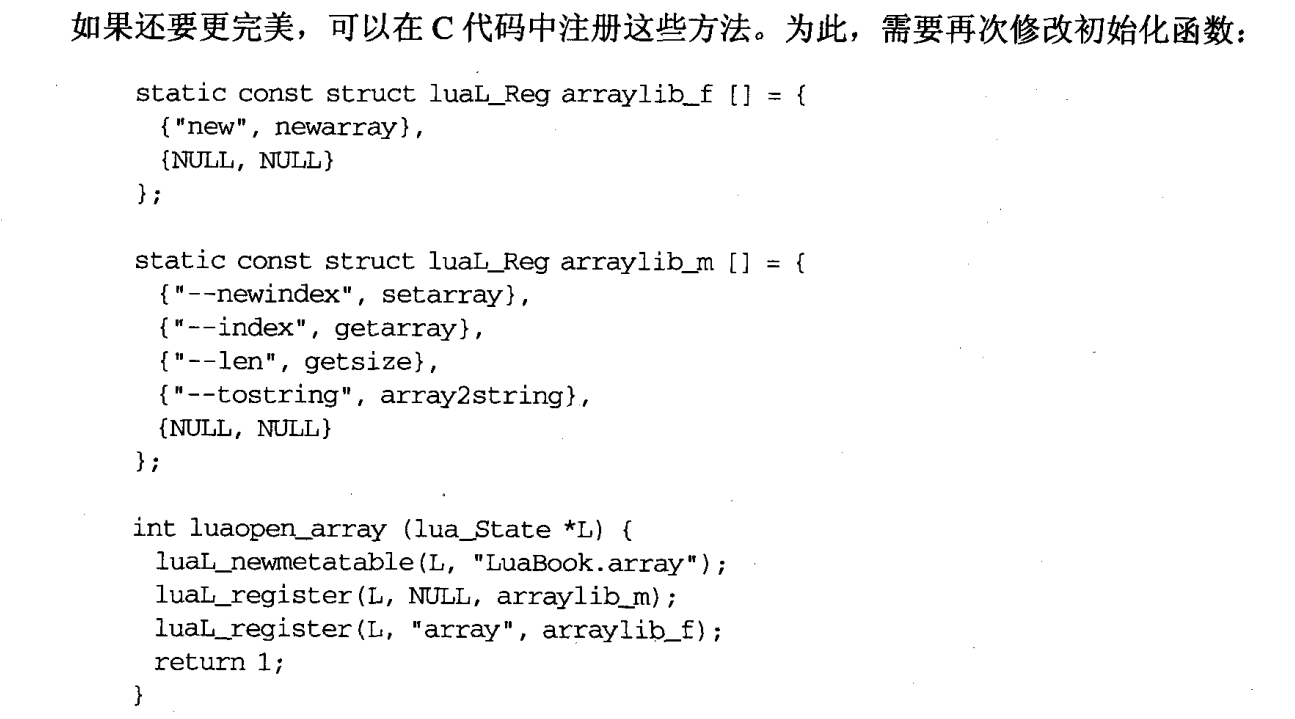 如果还要更完美，可以在 C 代码中注册这些方法。为此，需要再次修改初始化函数：
static const struct luaL_Reg arraylib_f [] = {
{"new", newarray},
{NULL, NULL}
};
static const struct luaL_Reg arraylib_m [] = {
{"--newindex", setarray},
{"--index", getarray},
{"--len", getsize},
{"--tostring", array2string},
{NULL, NULL}
};
int luaopen_array (lua_State *L) {
luaL_newmetatable(L, "LuaBook.array");
luaL_register(L, NULL, arraylib_m);
luaL_register(L, "array", arraylib_f);
return 1;
}